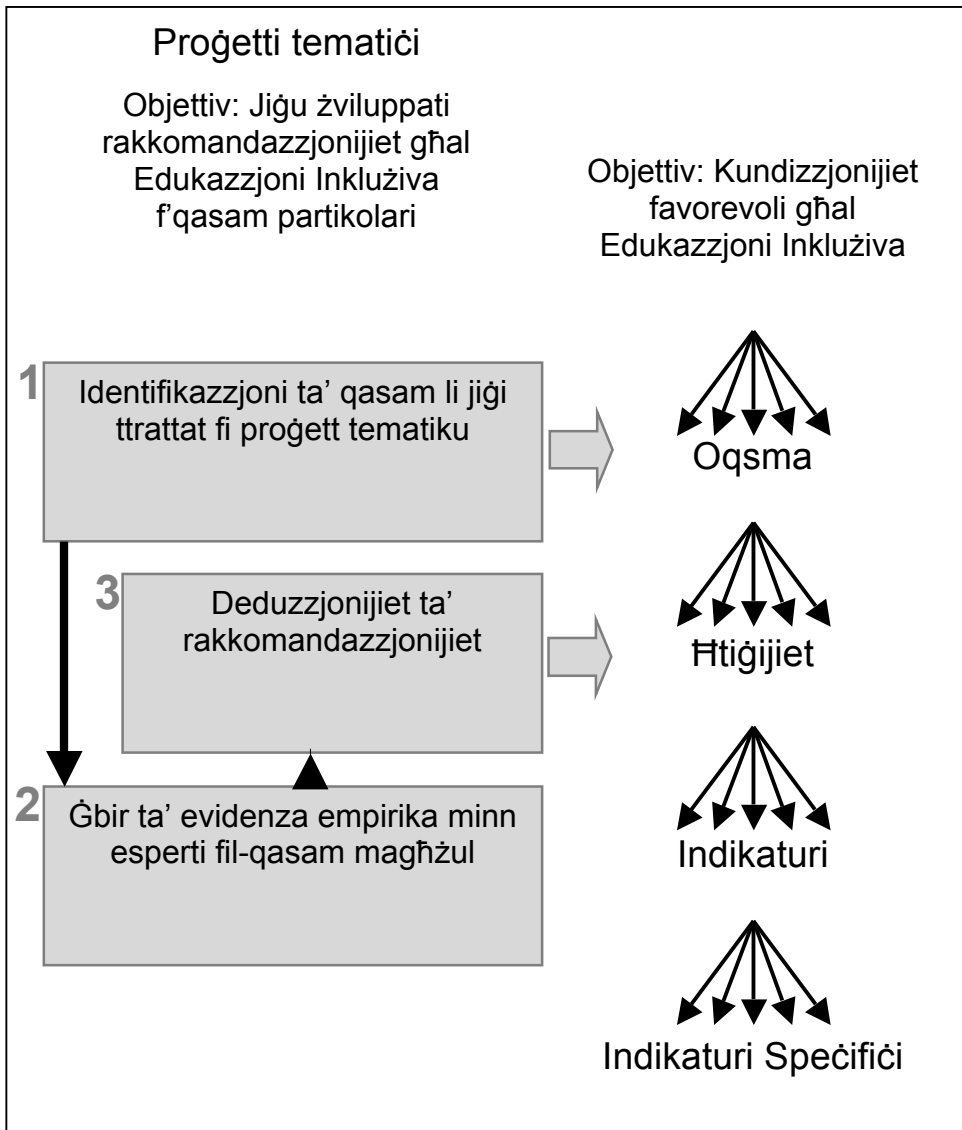 Proġetti tematiċi
Objettiv: Jiġu żviluppati
rakkomandazzjonijiet għal
Edukazzjoni Inklużiva
f’qasam partikolari
Objettiv: Kundizzjonijiet
favorevoli għal
Edukazzjoni Inklużiva
1
Identifikazzjoni ta’ qasam li jiġi
ttrattat fi proġett tematiku
Oqsma
3
Deduzzjonijiet ta’
rakkomandazzjonijiet
Ħtiġijiet
2
Ġbir ta’ evidenza empirika minn
esperti fil-qasam magħżul
Indikaturi
Indikaturi Speċifiċi